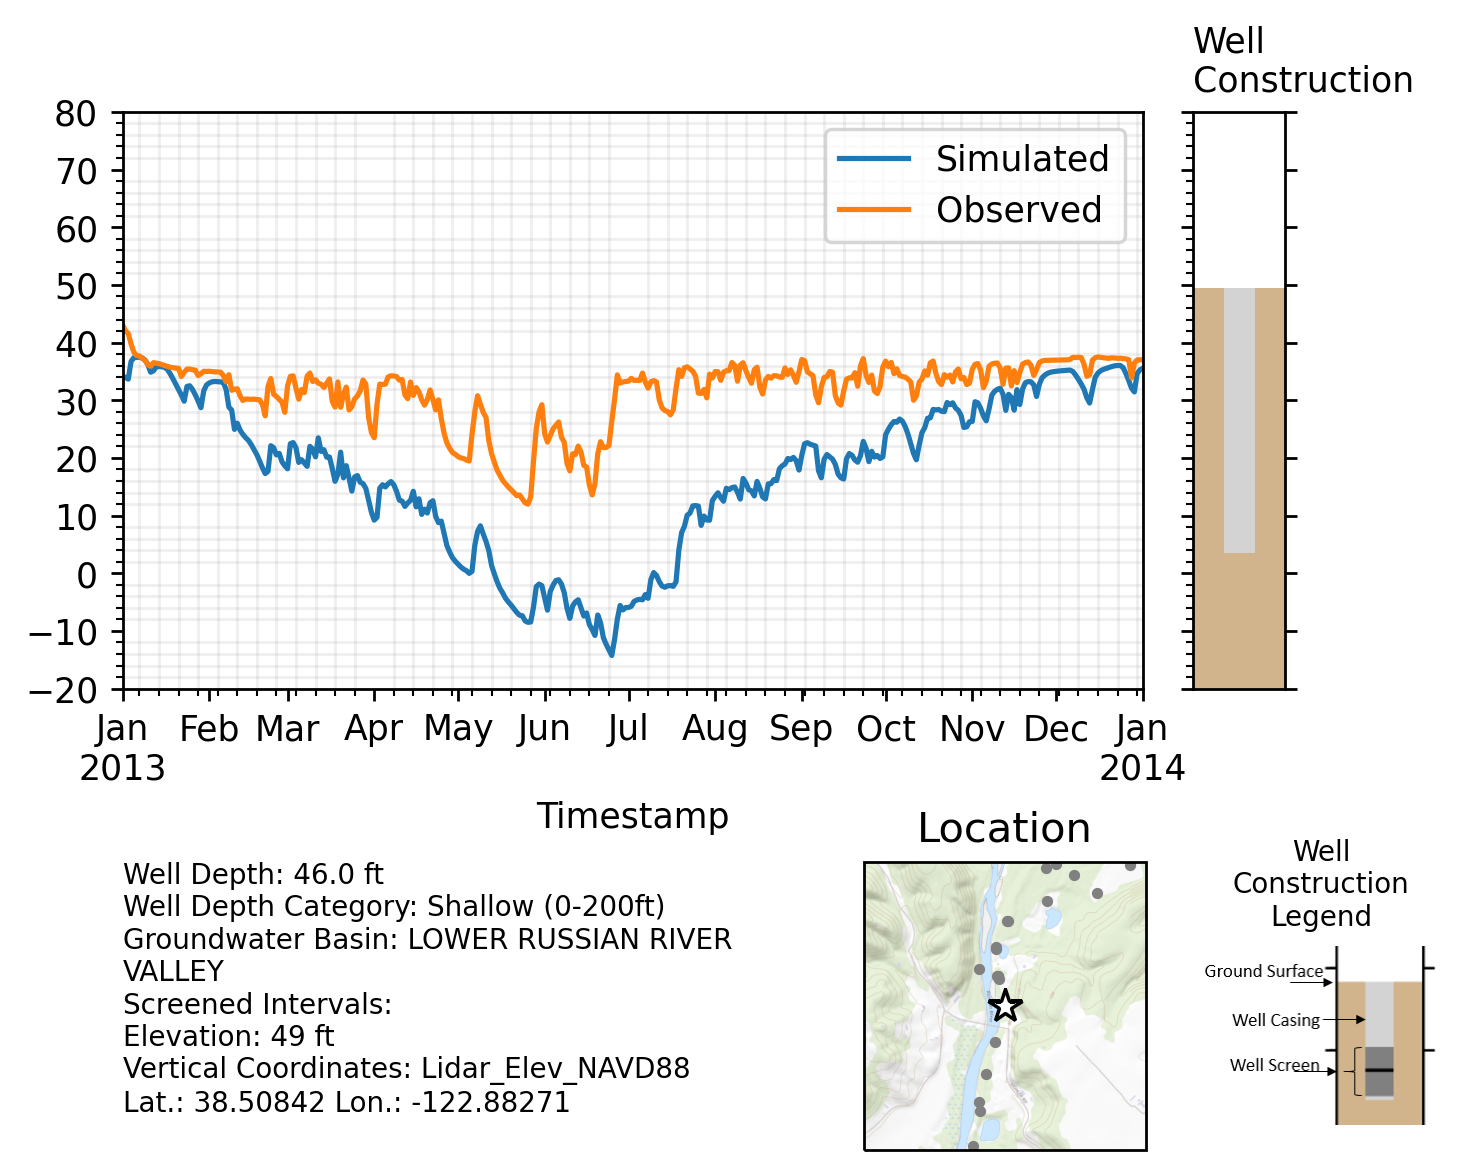 Well
Construction
80
70
60
50
40
30
20
10
0
−10
−20
Simulated
Observed
Jan Feb Mar Apr May Jun Jul Aug Sep Oct Nov Dec Jan
2013 2014
Timestamp
Well Depth: 46.0 ft
Well Depth Category: Shallow (0-200ft)
Groundwater Basin: LOWER RUSSIAN RIVER
VALLEY
Screened Intervals:
Elevation: 49 ft
Vertical Coordinates: Lidar_Elev_NAVD88
Lat.: 38.50842 Lon.: -122.88271
Location
Well
Construction
Legend
Ground Surface
Well Casing
Well Screen